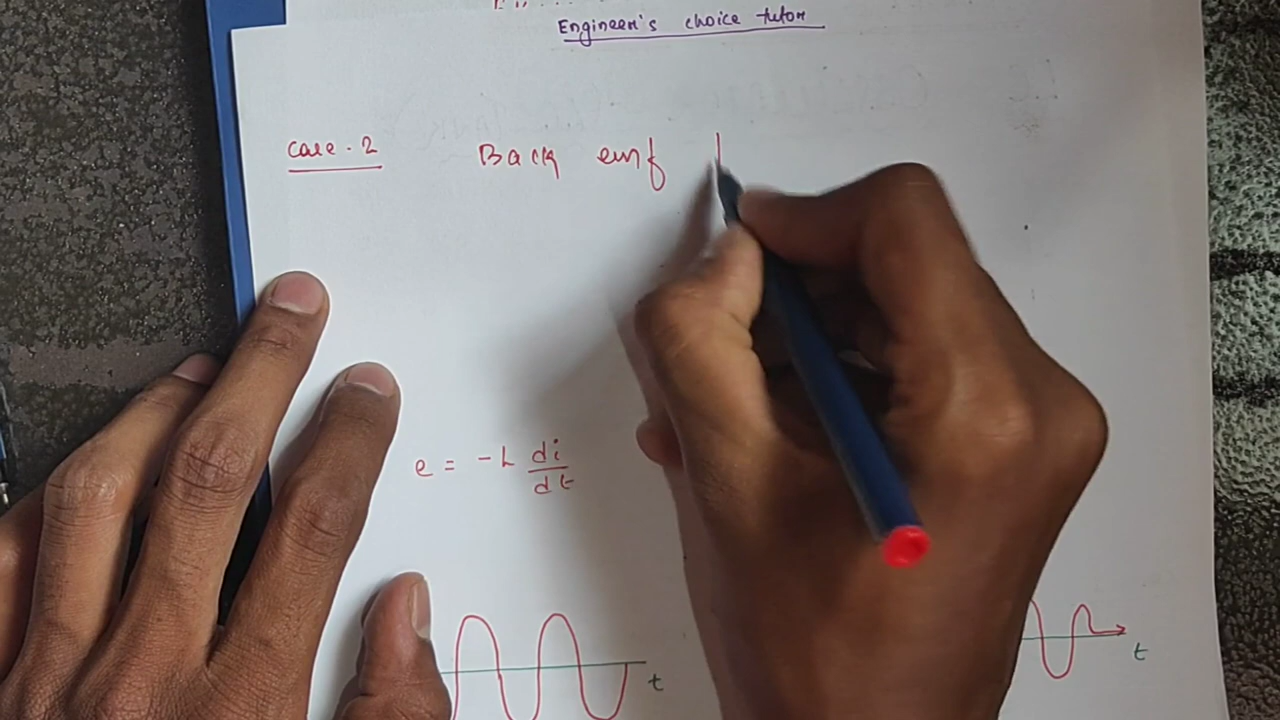 Engineer's choice tutor
Case - 2 Back emf
e = -L di/dt
t
t